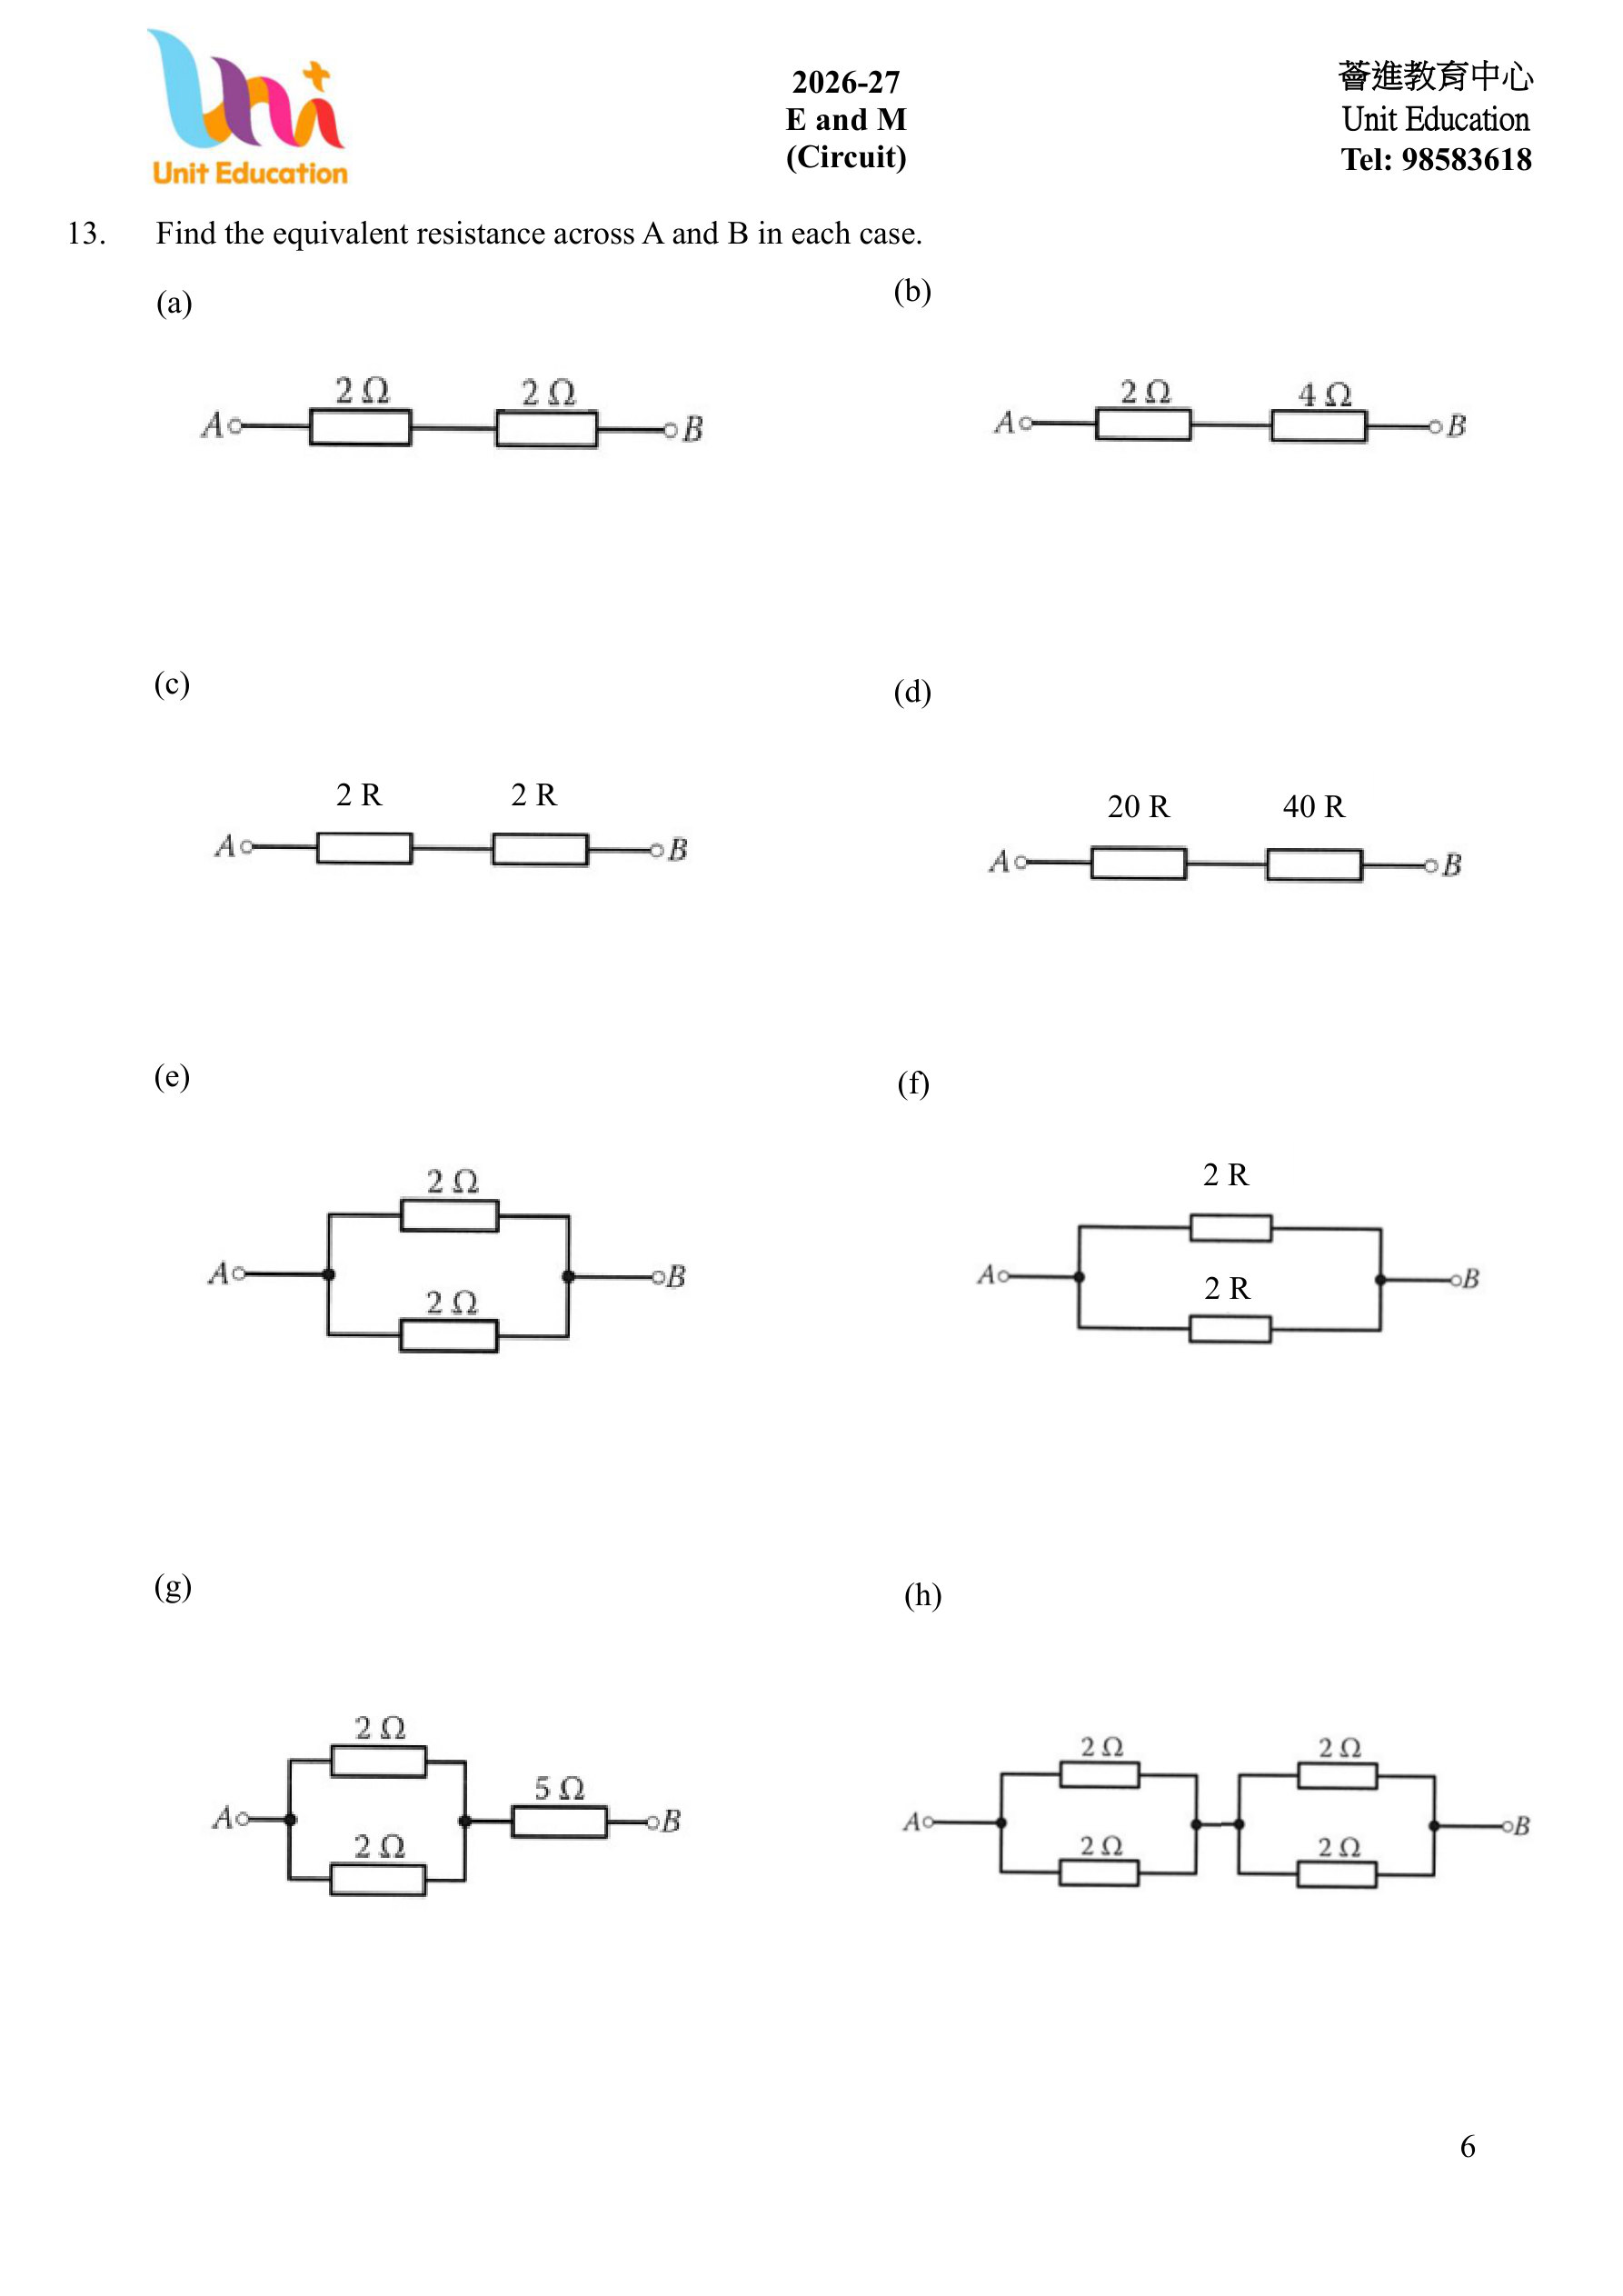 Uni
Unit Education
2026-27
E and M
(Circuit)
薈進教育中心
Unit Education
Tel: 98583618
13. Find the equivalent resistance across A and B in each case.
(a)
(b)
2 Ω 2 Ω
A B
2 Ω 4 Ω
A B
(c)
(d)
2 R 2 R
A B
20 R 40 R
A B
(e)
(f)
2 Ω
A B
2 Ω
2 R
A B
2 R
(g)
(h)
2 Ω
5 Ω
A B
2 Ω
2 Ω 2 Ω
A B
2 Ω 2 Ω
6